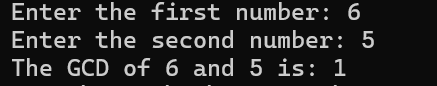 Enter the first number: 6
Enter the second number: 5
The GCD of 6 and 5 is: 1